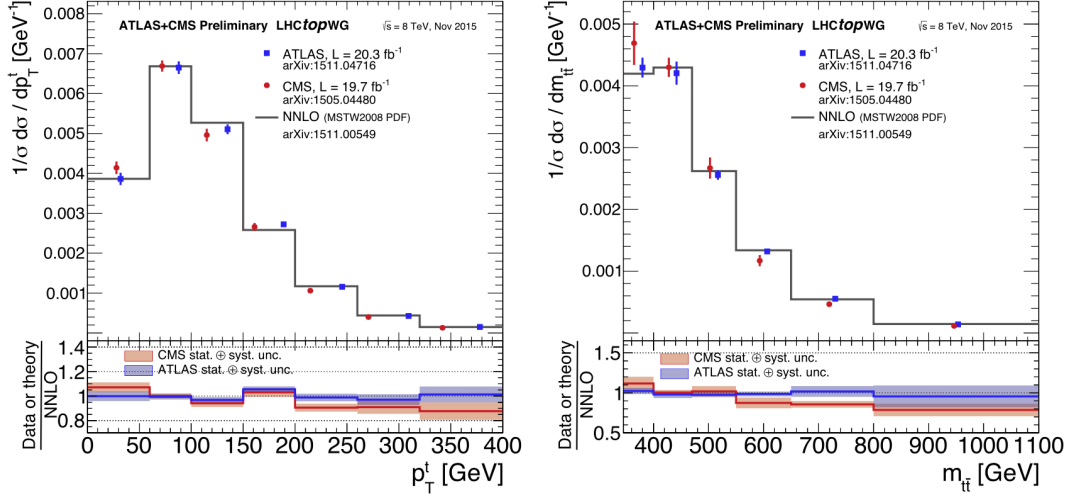 ATLAS+CMS Preliminary LHCtopWG
√s = 8 TeV, Nov 2015
1/σ dσ / dp_T^t [GeV^-1]
0.008
0.007
0.006
0.005
0.004
0.003
0.002
0.001
ATLAS, L = 20.3 fb^-1
arXiv:1511.04716
CMS, L = 19.7 fb^-1
arXiv:1505.04480
NNLO (MSTW2008 PDF)
arXiv:1511.00549
Data or theory
NNLO
1.4
1.2
1
0.8
CMS stat. ⊕ syst. unc.
ATLAS stat. ⊕ syst. unc.
0 50 100 150 200 250 300 350 400
p_T^t [GeV]
ATLAS+CMS Preliminary LHCtopWG
√s = 8 TeV, Nov 2015
1/σ dσ / dm_tt̄ [GeV^-1]
0.005
0.004
0.003
0.002
0.001
ATLAS, L = 20.3 fb^-1
arXiv:1511.04716
CMS, L = 19.7 fb^-1
arXiv:1505.04480
NNLO (MSTW2008 PDF)
arXiv:1511.00549
Data or theory
NNLO
1.5
1
0.5
CMS stat. ⊕ syst. unc.
ATLAS stat. ⊕ syst. unc.
400 500 600 700 800 900 1000 1100
m_tt̄ [GeV]